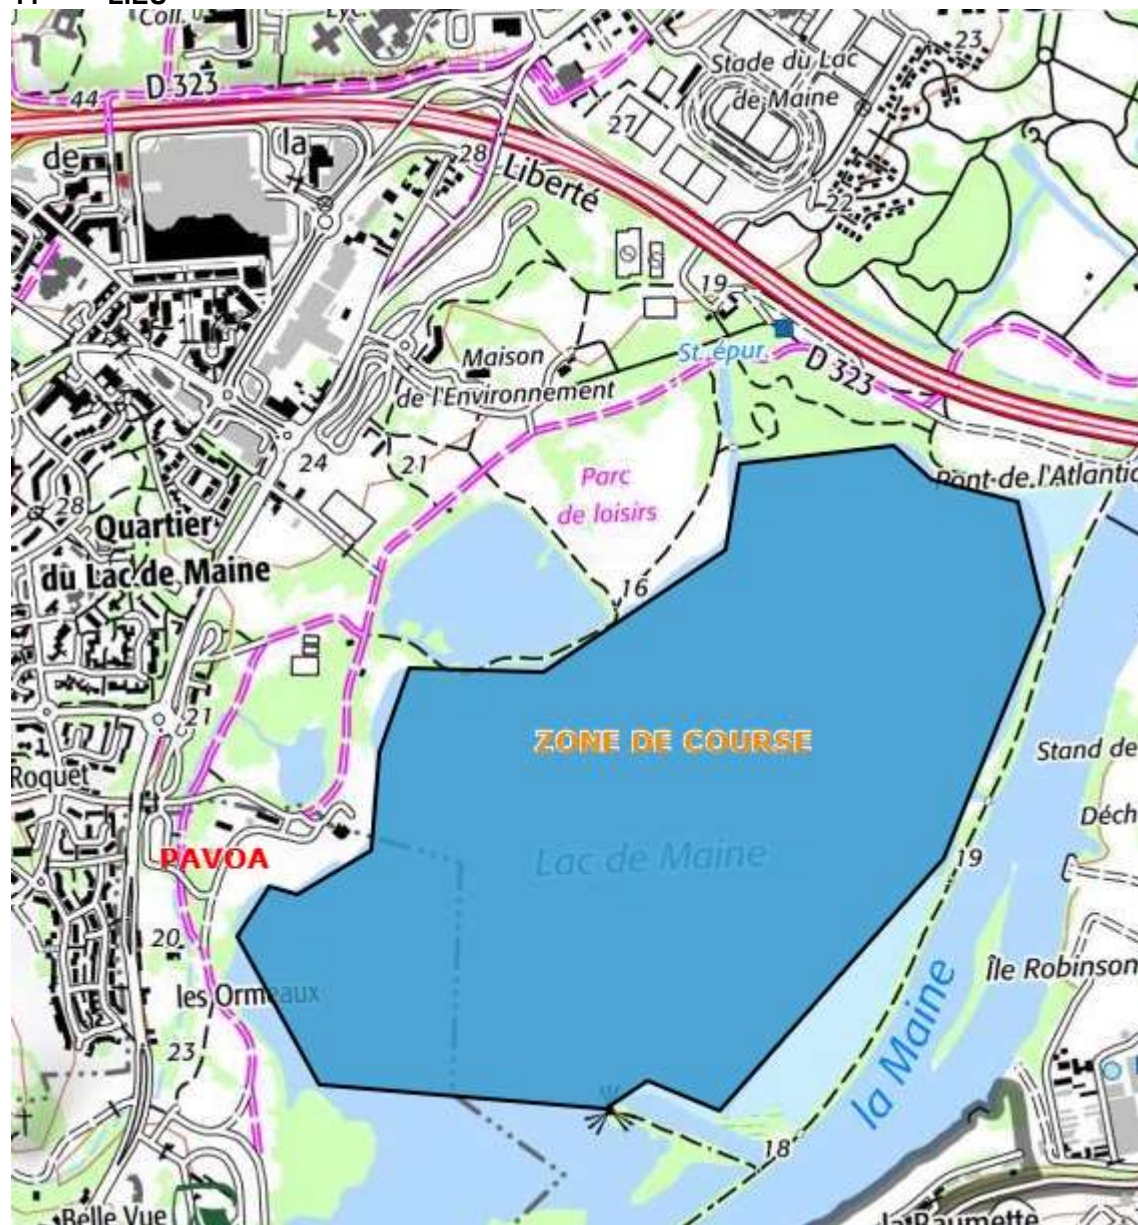 Coll.
44
D 323
23
Stade du Lac
de Maine
27
de
la
28
Liberté
22
19
St. épur.
D 323
Maison
de l'Environnement
24
21
Parc
de loisirs
Pont-de.l'Atlantic
28
Quartier
du Lac de Maine
16
ZONE DE COURSE
21
Roquet
Stand de
Déch
PAVOA
Lac de Maine
19
20
les Ormeaux
Île Robinson
la Maine
23
18
Belle Vue
la Baumette